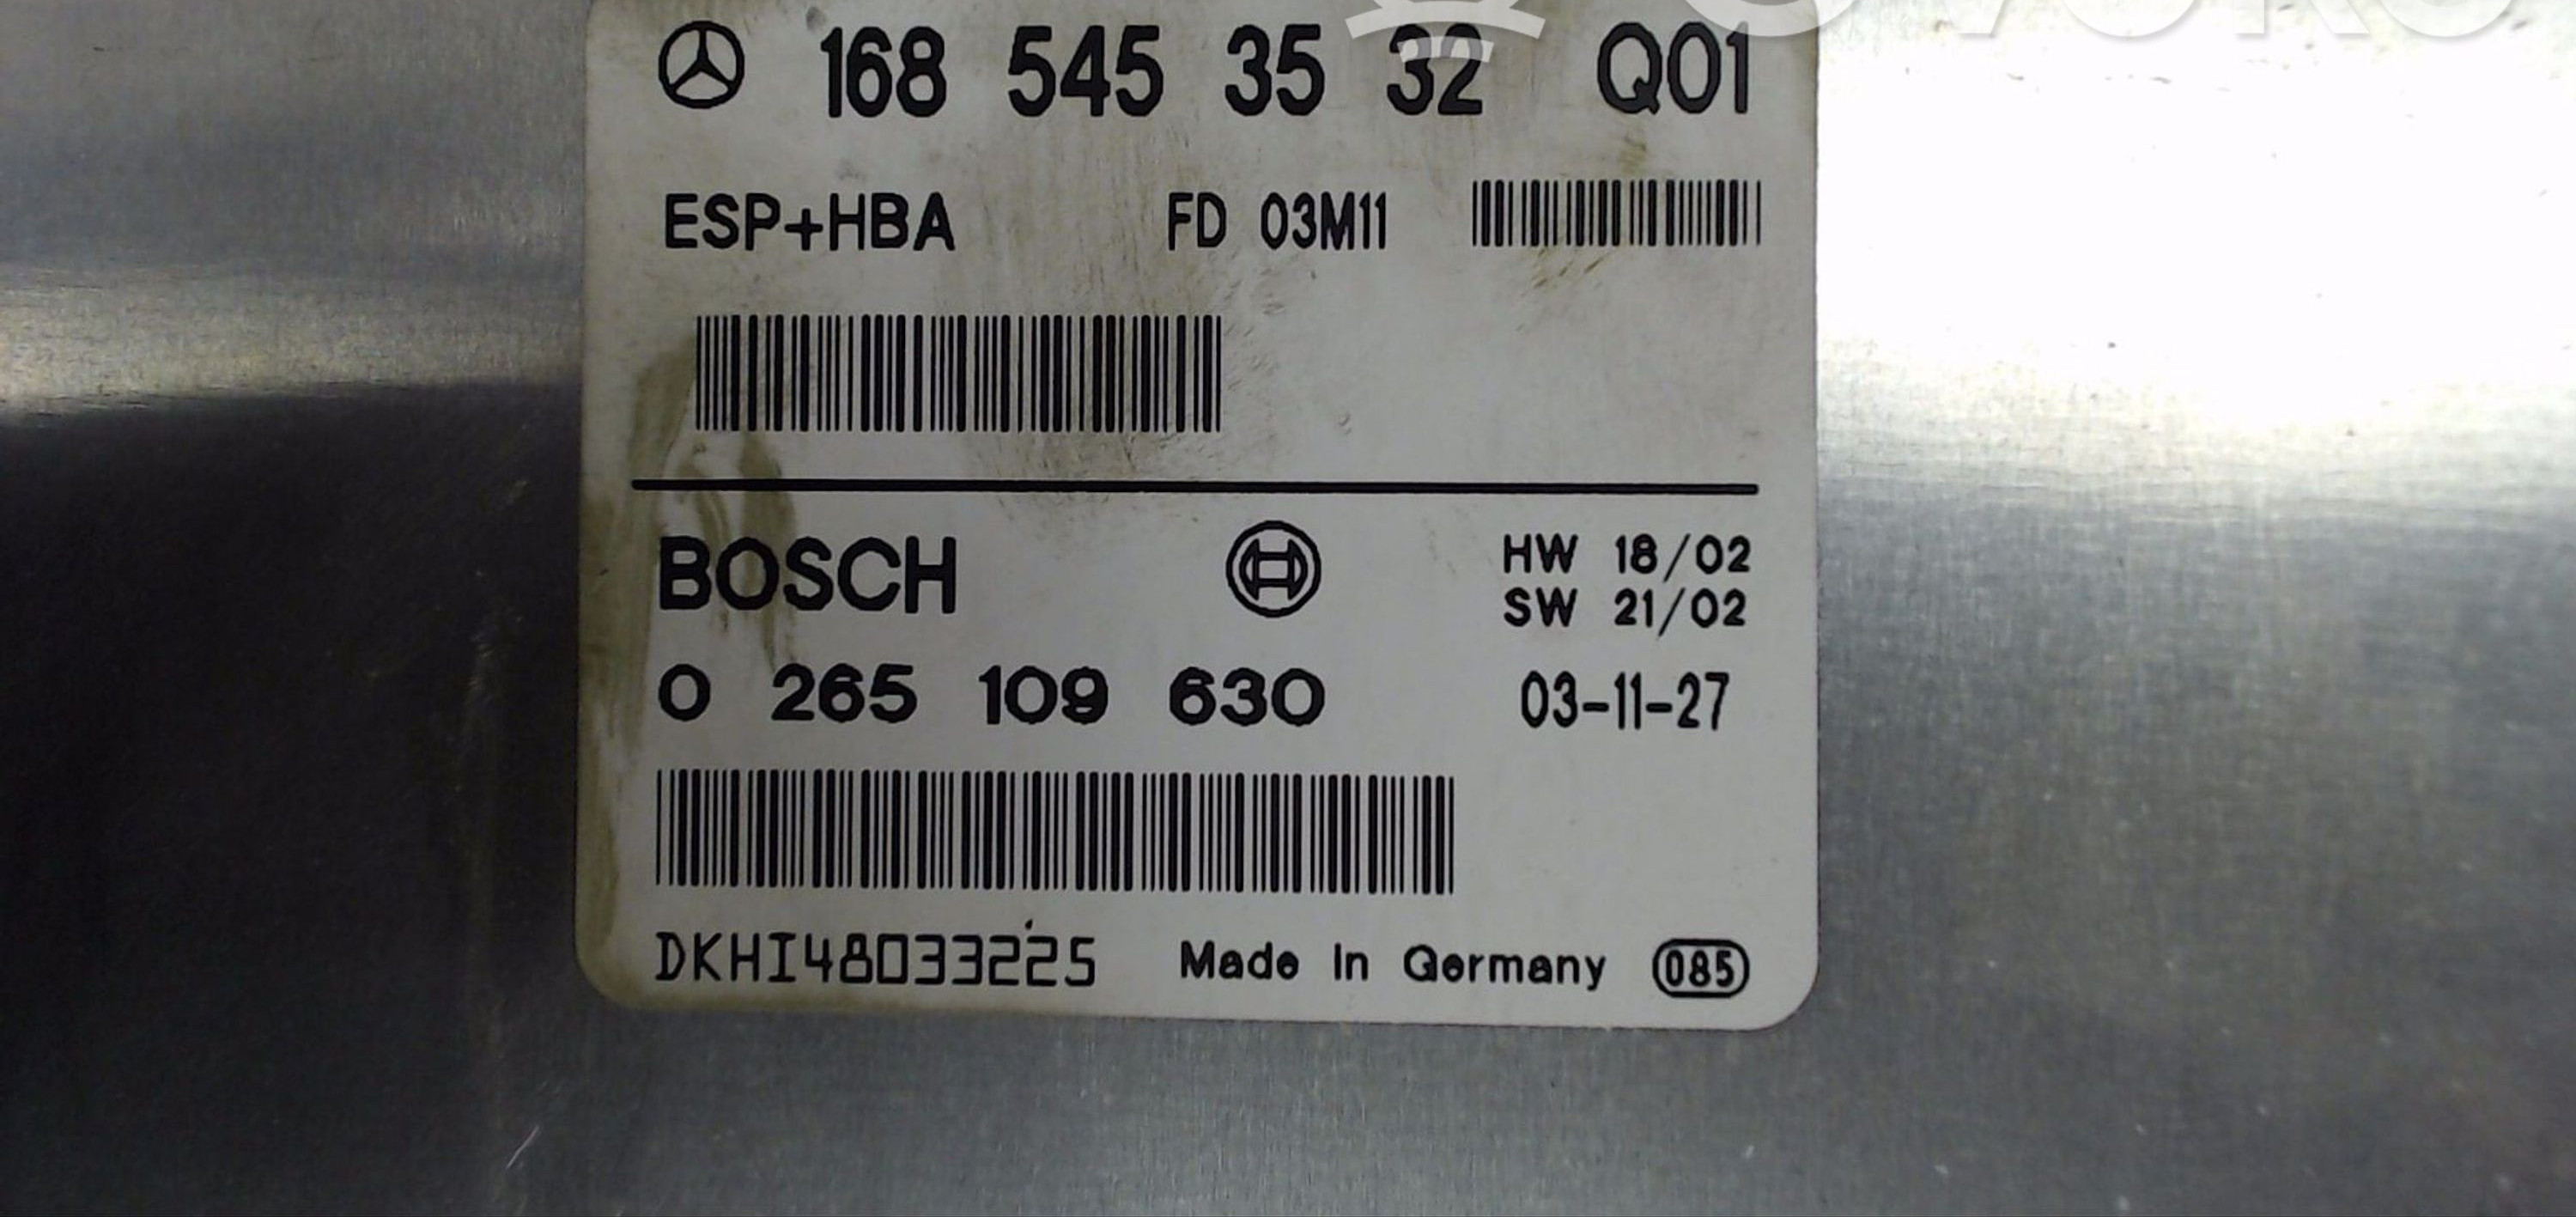 168 545 35 32 Q01
ESP+HBA FD 03M11
BOSCH HW 18/02
SW 21/02
0 265 109 630 03-11-27
DKHI48033225 Made in Germany 085